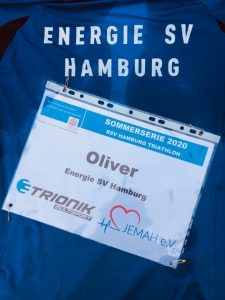 ENERGIE SV
HAMBURG
SOMMERSERIE 2020
BSV HAMBURG TRIATHLON
Oliver
Energie SV Hamburg
TRIONIK
JEMAH e.V.